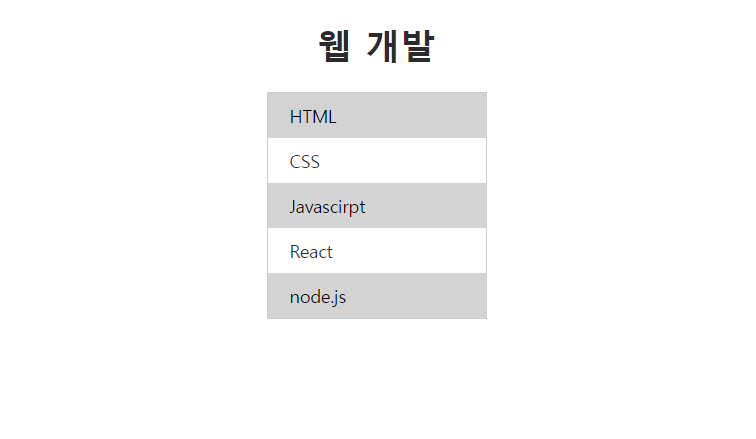 웹 개발
HTML
CSS
Javascirpt
React
node.js